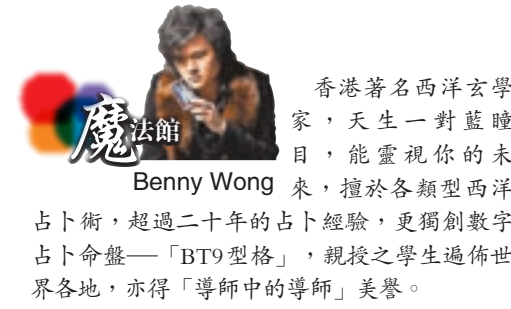 魔法館
Benny Wong
香港著名西洋玄學
家，天生一對藍瞳
目，能靈視你的未
來，擅於各類型西洋
占卜術，超過二十年的占卜經驗，更獨創數字
占卜命盤──「BT9型格」，親授之學生遍佈世
界各地，亦得「導師中的導師」美譽。